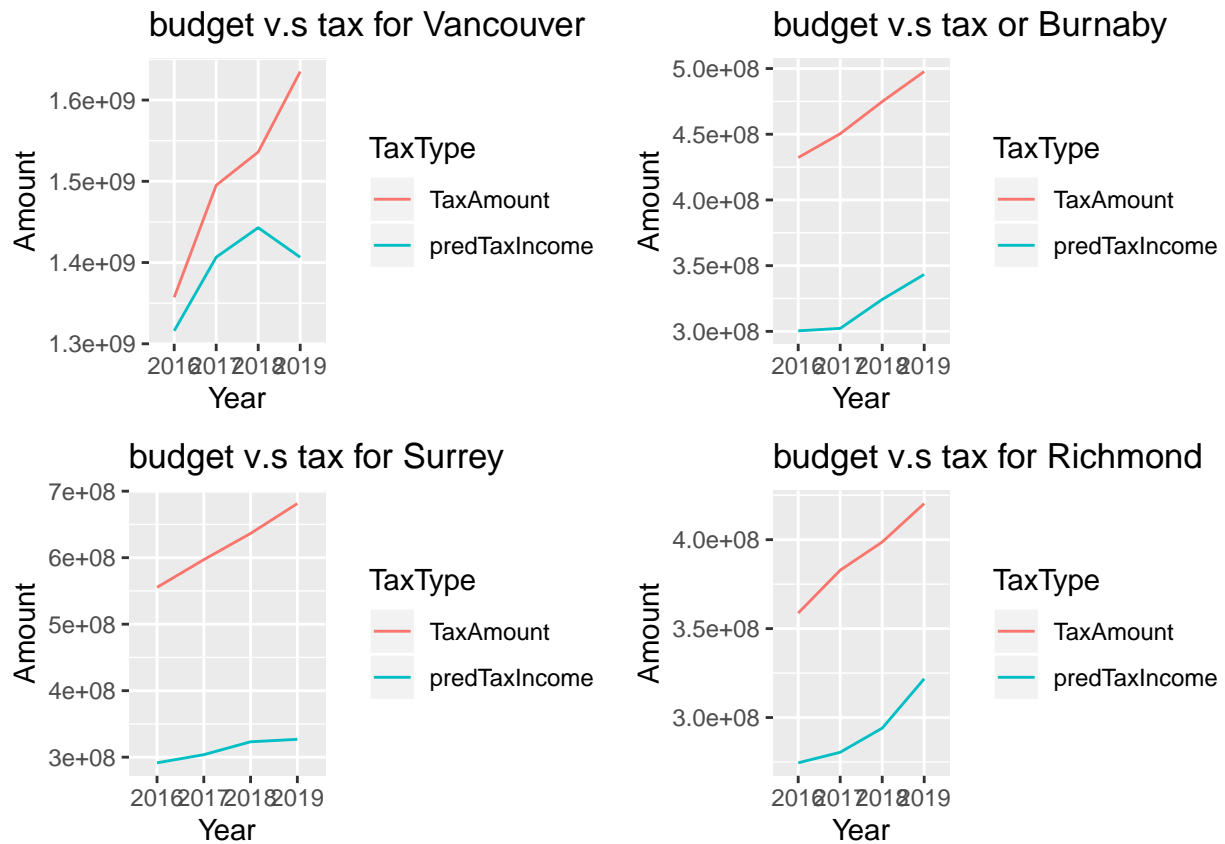 budget v.s tax for Vancouver
1.6e+09
1.5e+09
1.4e+09
1.3e+09
Amount
2016 2017 2018 2019
Year
TaxType
TaxAmount
predTaxIncome
budget v.s tax or Burnaby
5.0e+08
4.5e+08
4.0e+08
3.5e+08
3.0e+08
Amount
2016 2017 2018 2019
Year
TaxType
TaxAmount
predTaxIncome
budget v.s tax for Surrey
7e+08
6e+08
5e+08
4e+08
3e+08
Amount
2016 2017 2018 2019
Year
TaxType
TaxAmount
predTaxIncome
budget v.s tax for Richmond
4.0e+08
3.5e+08
3.0e+08
Amount
2016 2017 2018 2019
Year
TaxType
TaxAmount
predTaxIncome